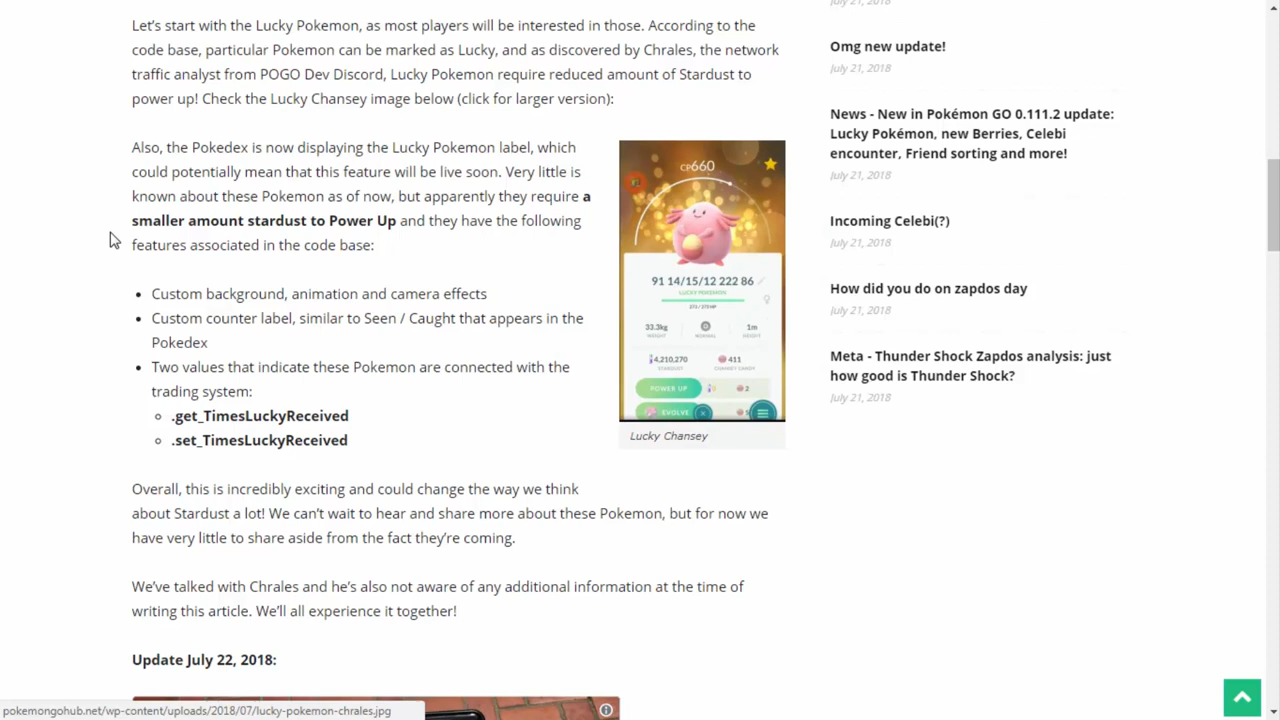 Let's start with the Lucky Pokemon, as most players will be interested in those. According to the
code base, particular Pokemon can be marked as Lucky, and as discovered by Chrales, the network
traffic analyst from POGO Dev Discord, Lucky Pokemon require reduced amount of Stardust to
power up! Check the Lucky Chansey image below (click for larger version):
Also, the Pokedex is now displaying the Lucky Pokemon label, which
could potentially mean that this feature will be live soon. Very little is
known about these Pokemon as of now, but apparently they require a
smaller amount stardust to Power Up and they have the following
features associated in the code base:
• Custom background, animation and camera effects
• Custom counter label, similar to Seen / Caught that appears in the
Pokedex
• Two values that indicate these Pokemon are connected with the
trading system:
◦ .get_TimesLuckyReceived
◦ .set_TimesLuckyReceived
CP660
91 14/15/12 222 86
LUCKY POKEMON
273 / 273 HP
33.3kg
WEIGHT
NORMAL
1m
HEIGHT
4,210,270
STARDUST
411
CHANSEY CANDY
POWER UP
2
EVOLVE
Lucky Chansey
Overall, this is incredibly exciting and could change the way we think
about Stardust a lot! We can't wait to hear and share more about these Pokemon, but for now we
have very little to share aside from the fact they're coming.
We've talked with Chrales and he's also not aware of any additional information at the time of
writing this article. We'll all experience it together!
Update July 22, 2018:
pokemongohub.net/wp-content/uploads/2018/07/lucky-pokemon-chrales.jpg
July 21, 2018
Omg new update!
July 21, 2018
News - New in Pokémon GO 0.111.2 update:
Lucky Pokémon, new Berries, Celebi
encounter, Friend sorting and more!
July 21, 2018
Incoming Celebi(?)
July 21, 2018
How did you do on zapdos day
July 21, 2018
Meta - Thunder Shock Zapdos analysis: just
how good is Thunder Shock?
July 21, 2018